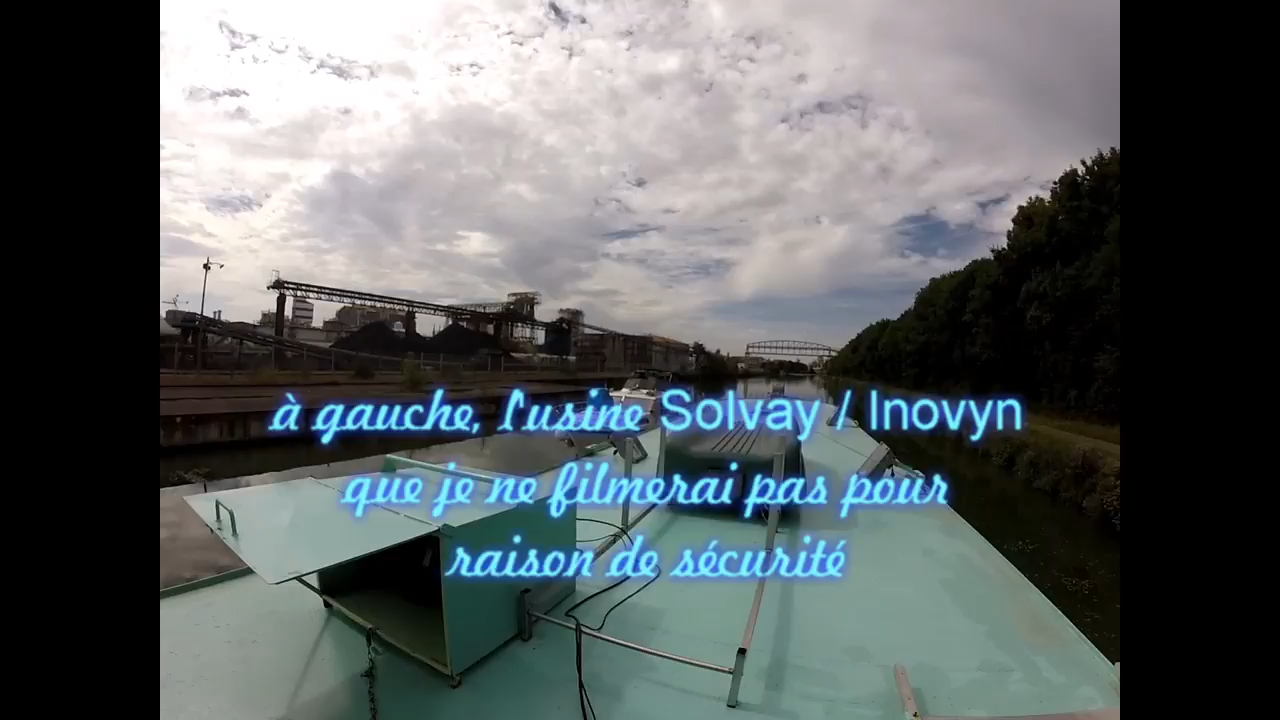 à gauche, l'usine Solvay / Inovyn
que je ne filmerai pas pour
raison de sécurité